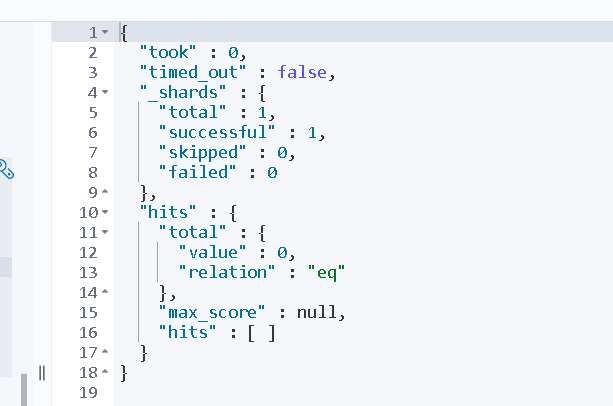 1 {
2 "took" : 0,
3 "timed_out" : false,
4 "_shards" : {
5 "total" : 1,
6 "successful" : 1,
7 "skipped" : 0,
8 "failed" : 0
9 },
10 "hits" : {
11 "total" : {
12 "value" : 0,
13 "relation" : "eq"
14 },
15 "max_score" : null,
16 "hits" : [ ]
17 }
18 }
19